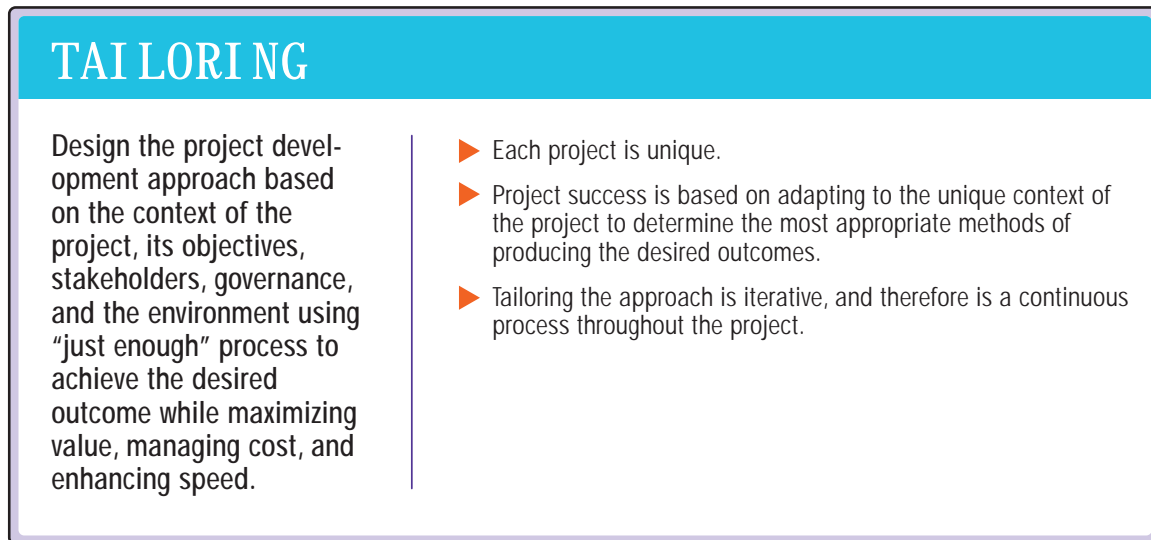 TAILORING
Design the project devel-
opment approach based
on the context of the
project, its objectives,
stakeholders, governance,
and the environment using
“just enough” process to
achieve the desired
outcome while maximizing
value, managing cost, and
enhancing speed.
Each project is unique.
Project success is based on adapting to the unique context of
the project to determine the most appropriate methods of
producing the desired outcomes.
Tailoring the approach is iterative, and therefore is a continuous
process throughout the project.